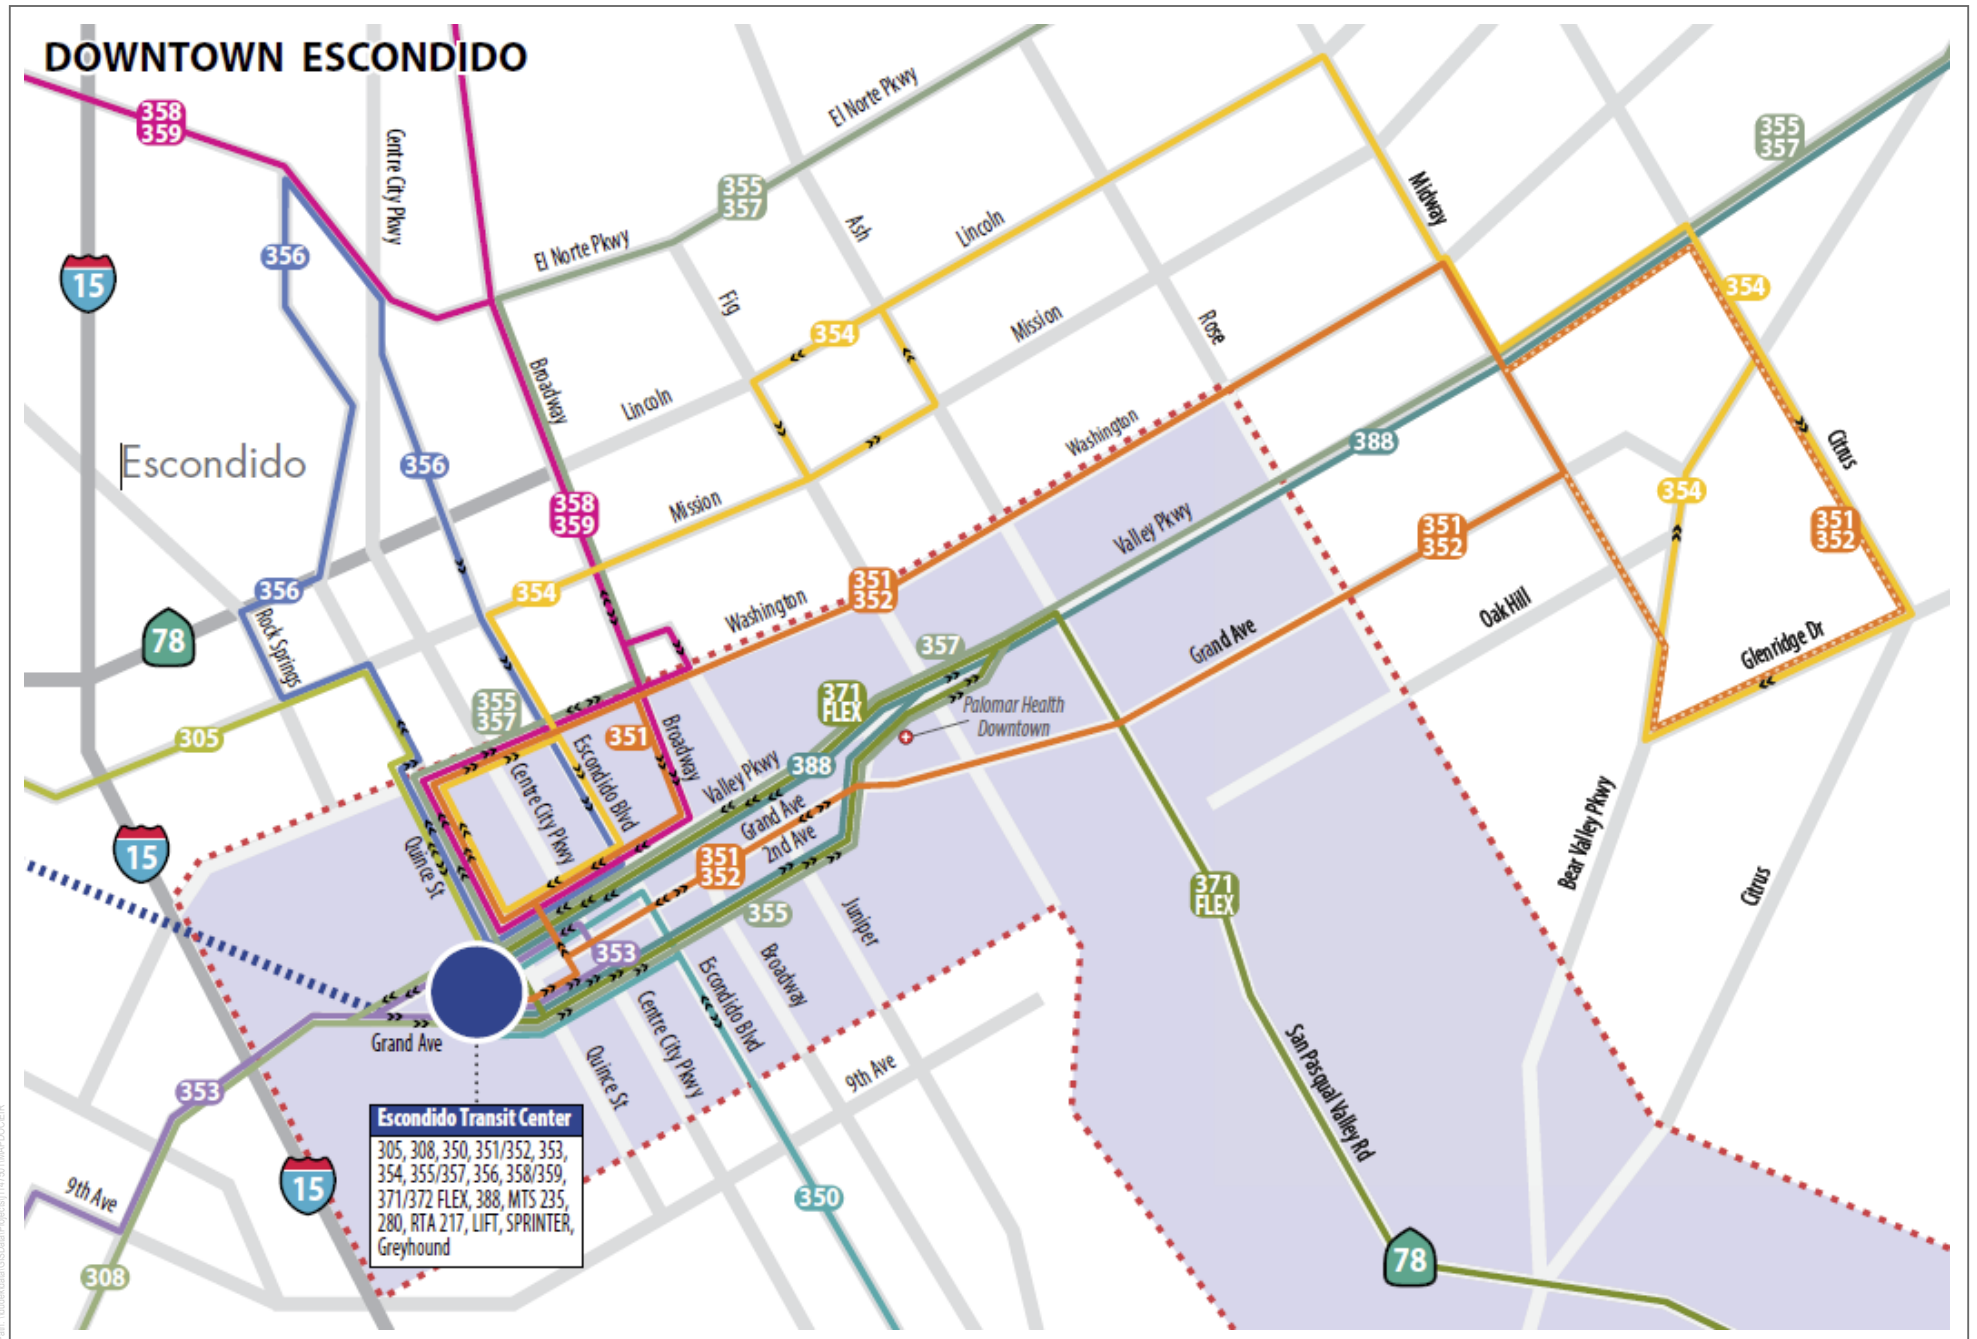 DOWNTOWN ESCONDIDO
358
359
Centre City Pkwy
El Norte Pkwy
355
357
355
357
Midway
Ash
Lincoln
El Norte Pkwy
356
15
Fig
354
Mission
Rose
354
Broadway
Lincoln
Washington
388
Citrus
Escondido
356
358
359
Mission
Valley Pkwy
354
351
352
351
352
356
354
Washington
351
352
Oak Hill
Rock Springs
78
357
Grand Ave
Glenridge Dr
355
357
371
FLEX
Palomar Health
Downtown
305
351
Broadway
Escondido Blvd
Centre City Pkwy
Valley Pkwy
388
Grand Ave
2nd Ave
15
Quince St
351
352
371
FLEX
Bear Valley Pkwy
Citrus
355
Juniper
353
Broadway
Escondido Blvd
Centre City Pkwy
Grand Ave
Quince St
9th Ave
San Pasqual Valley Rd
353
Escondido Transit Center
305, 308, 350, 351/352, 353,
354, 355/357, 356, 358/359,
371/372 FLEX, 388, MTS 235,
280, RTA 217, LIFT, SPRINTER,
Greyhound
15
9th Ave
350
308
78